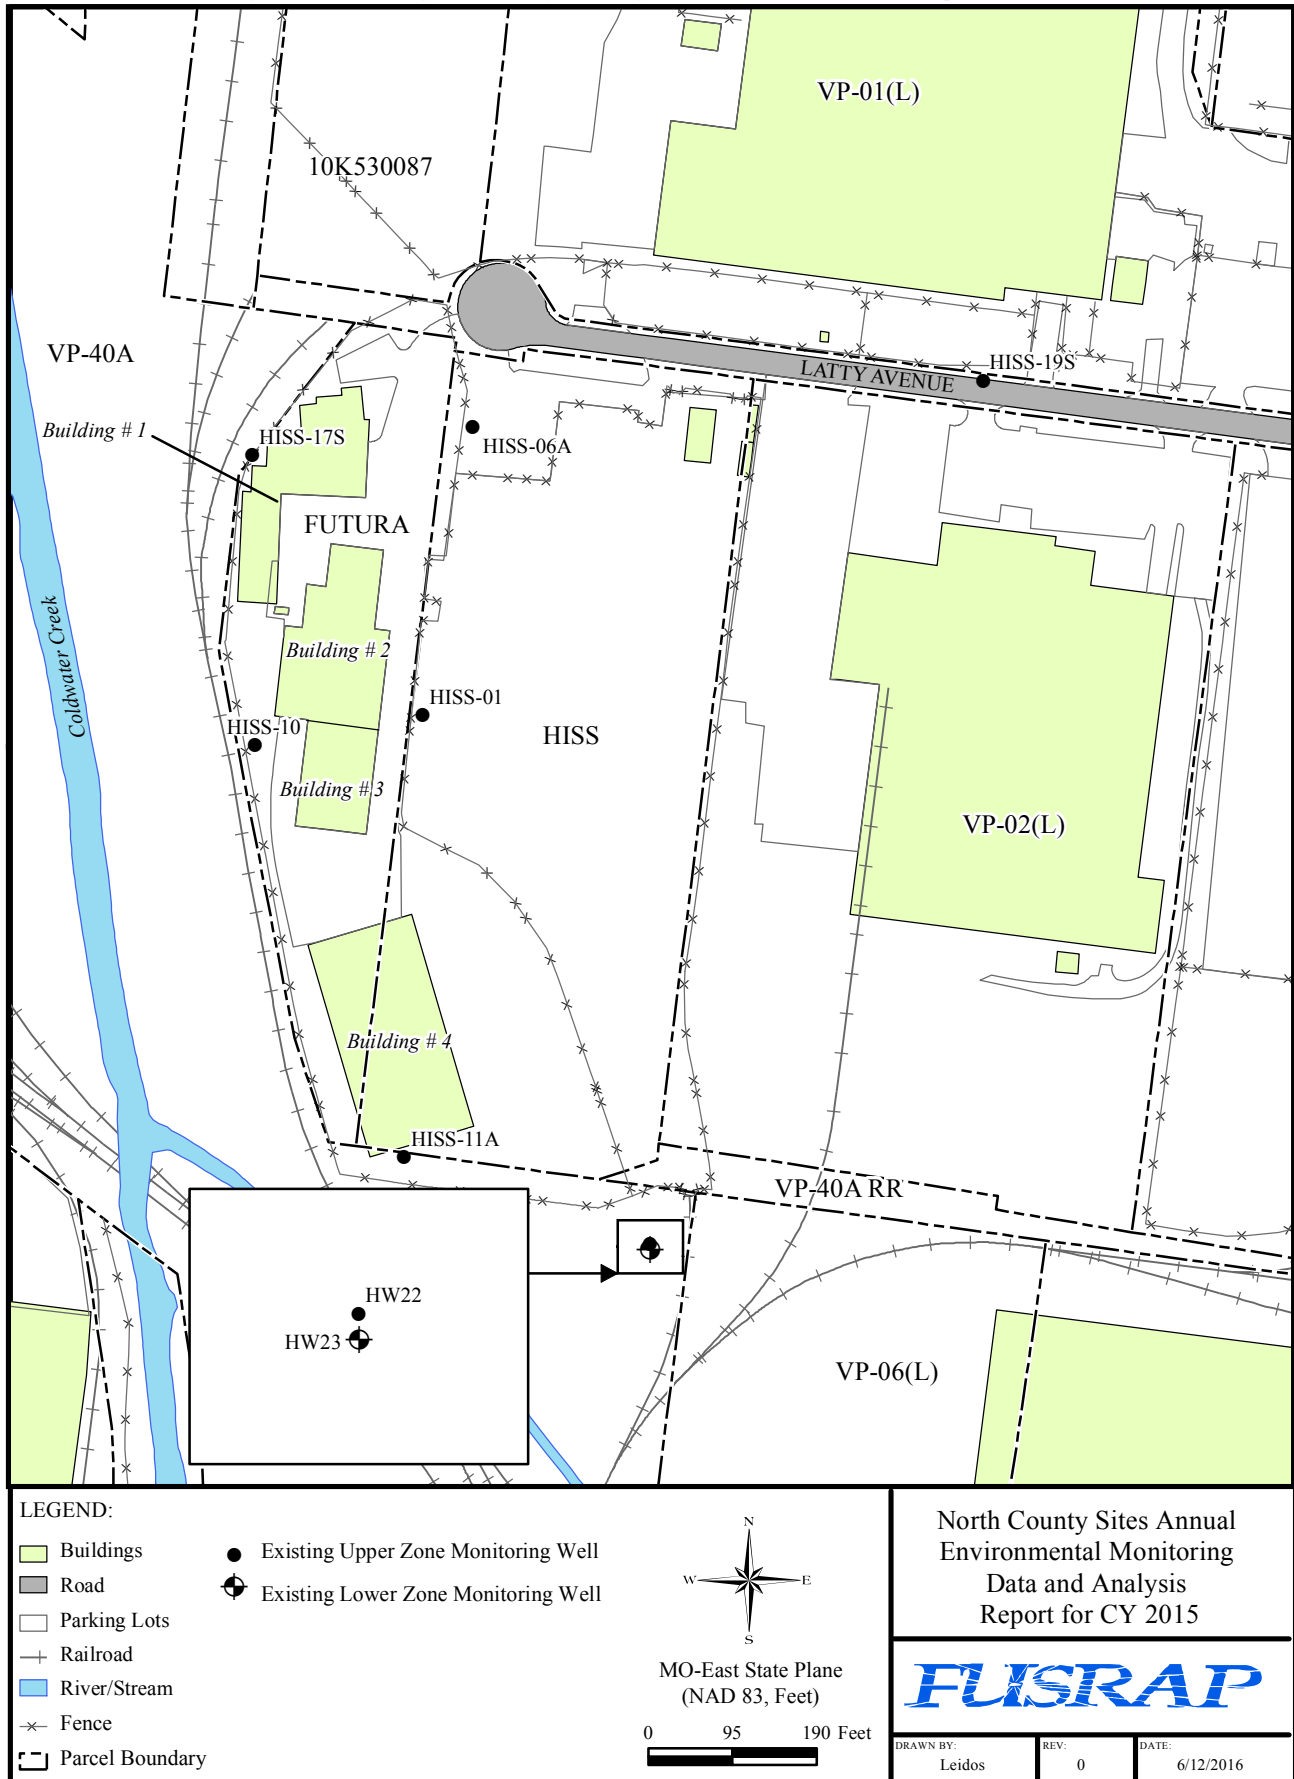 VP-01(L)
10K530087
VP-40A
LATTY AVENUE
HISS-19S
Building # 1
HISS-17S
HISS-06A
FUTURA
Coldwater Creek
Building # 2
HISS-01
HISS-10
HISS
Building # 3
VP-02(L)
Building # 4
HISS-11A
VP-40A RR
HW22
HW23
VP-06(L)
LEGEND:
Buildings
Road
Parking Lots
Railroad
River/Stream
Fence
Parcel Boundary
Existing Upper Zone Monitoring Well
Existing Lower Zone Monitoring Well
N
W E
S
MO-East State Plane
(NAD 83, Feet)
0 95 190 Feet
North County Sites Annual
Environmental Monitoring
Data and Analysis
Report for CY 2015
FUSRAP
DRAWN BY:
Leidos
REV:
0
DATE:
6/12/2016